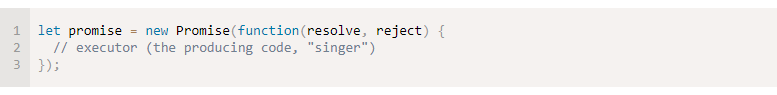 1 let promise = new Promise(function(resolve, reject) {
2   // executor (the producing code, "singer")
3 });